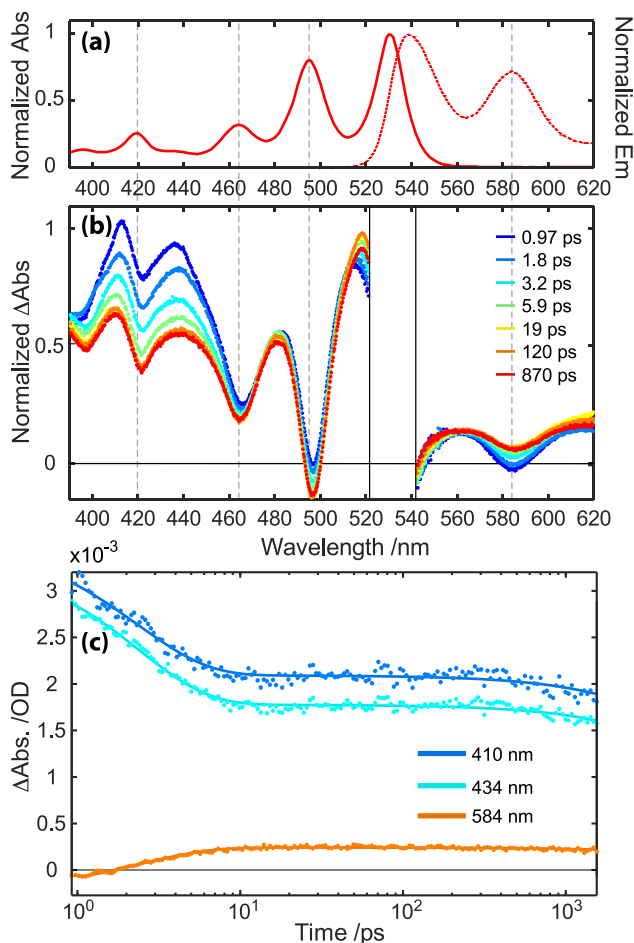 (a)
Normalized Abs
Normalized Em
1
0.5
0
400 420 440 460 480 500 520 540 560 580 600 620
(b)
Normalized ΔAbs
1
0.5
0
0.97 ps
1.8 ps
3.2 ps
5.9 ps
19 ps
120 ps
870 ps
400 420 440 460 480 500 520 540 560 580 600 620
Wavelength /nm
x10⁻³
(c)
ΔAbs. /OD
3
2.5
2
1.5
1
0.5
0
410 nm
434 nm
584 nm
10⁰ 10¹ 10² 10³
Time /ps